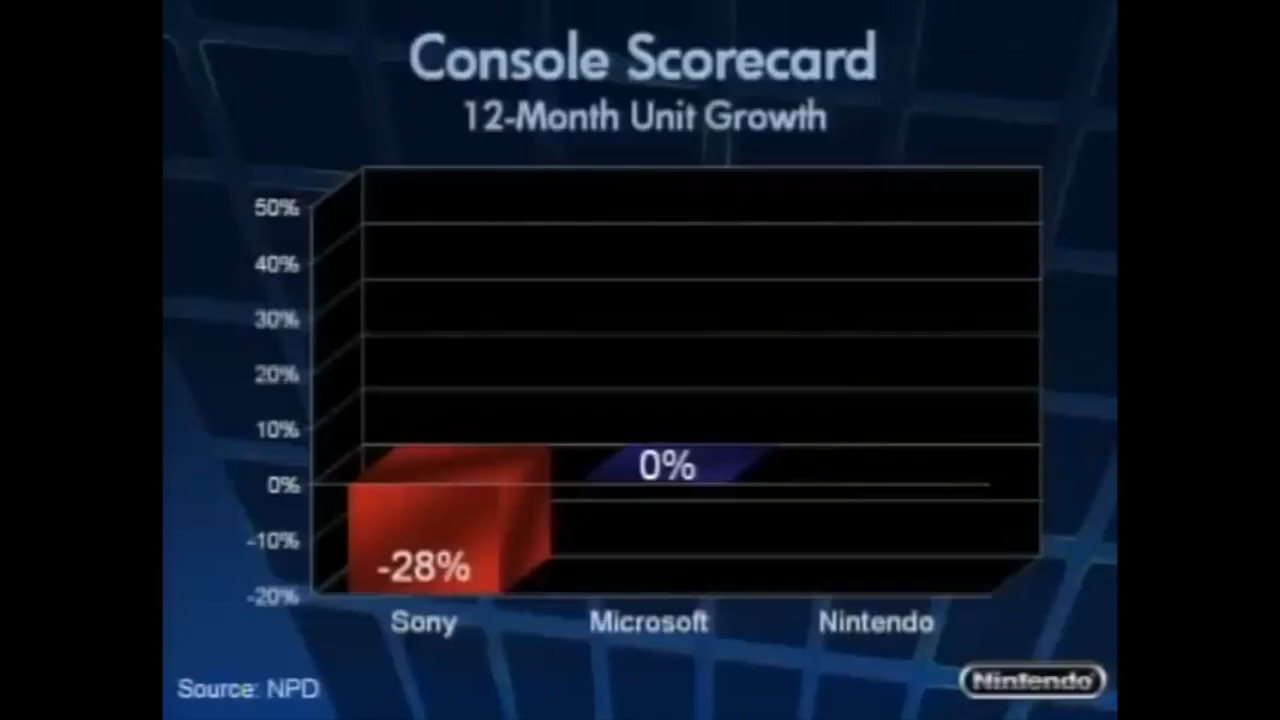 Console Scorecard
12-Month Unit Growth
50%
40%
30%
20%
10%
0%
-10%
-20%
-28%
0%
Sony Microsoft Nintendo
Source: NPD
Nintendo